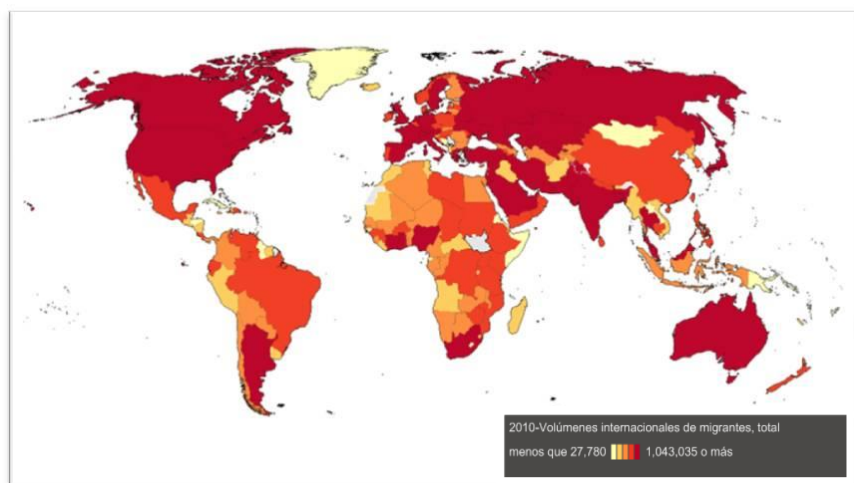 2010-Volúmenes internacionales de migrantes, total
menos que 27,780 1,043,035 o más